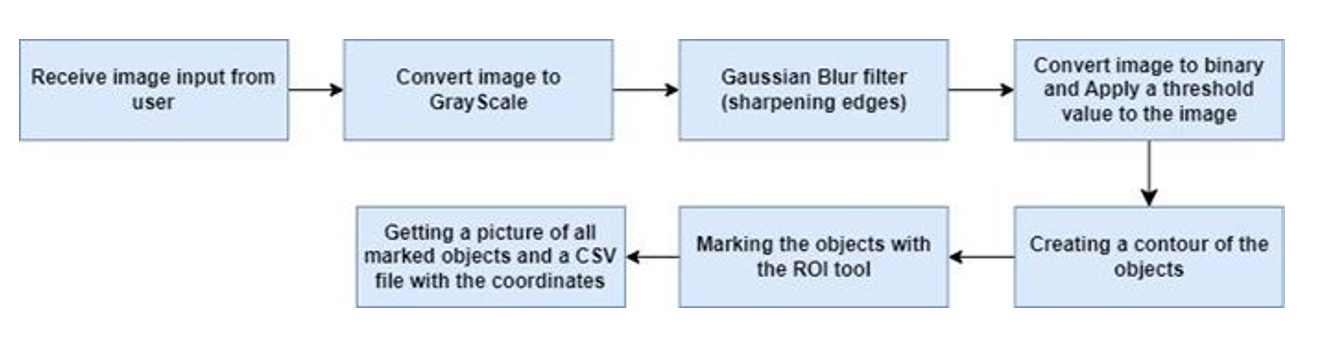 Receive image input from
user
Convert image to
GrayScale
Gaussian Blur filter
(sharpening edges)
Convert image to binary
and Apply a threshold
value to the image
Creating a contour of the
objects
Marking the objects with
the ROI tool
Getting a picture of all
marked objects and a CSV
file with the coordinates